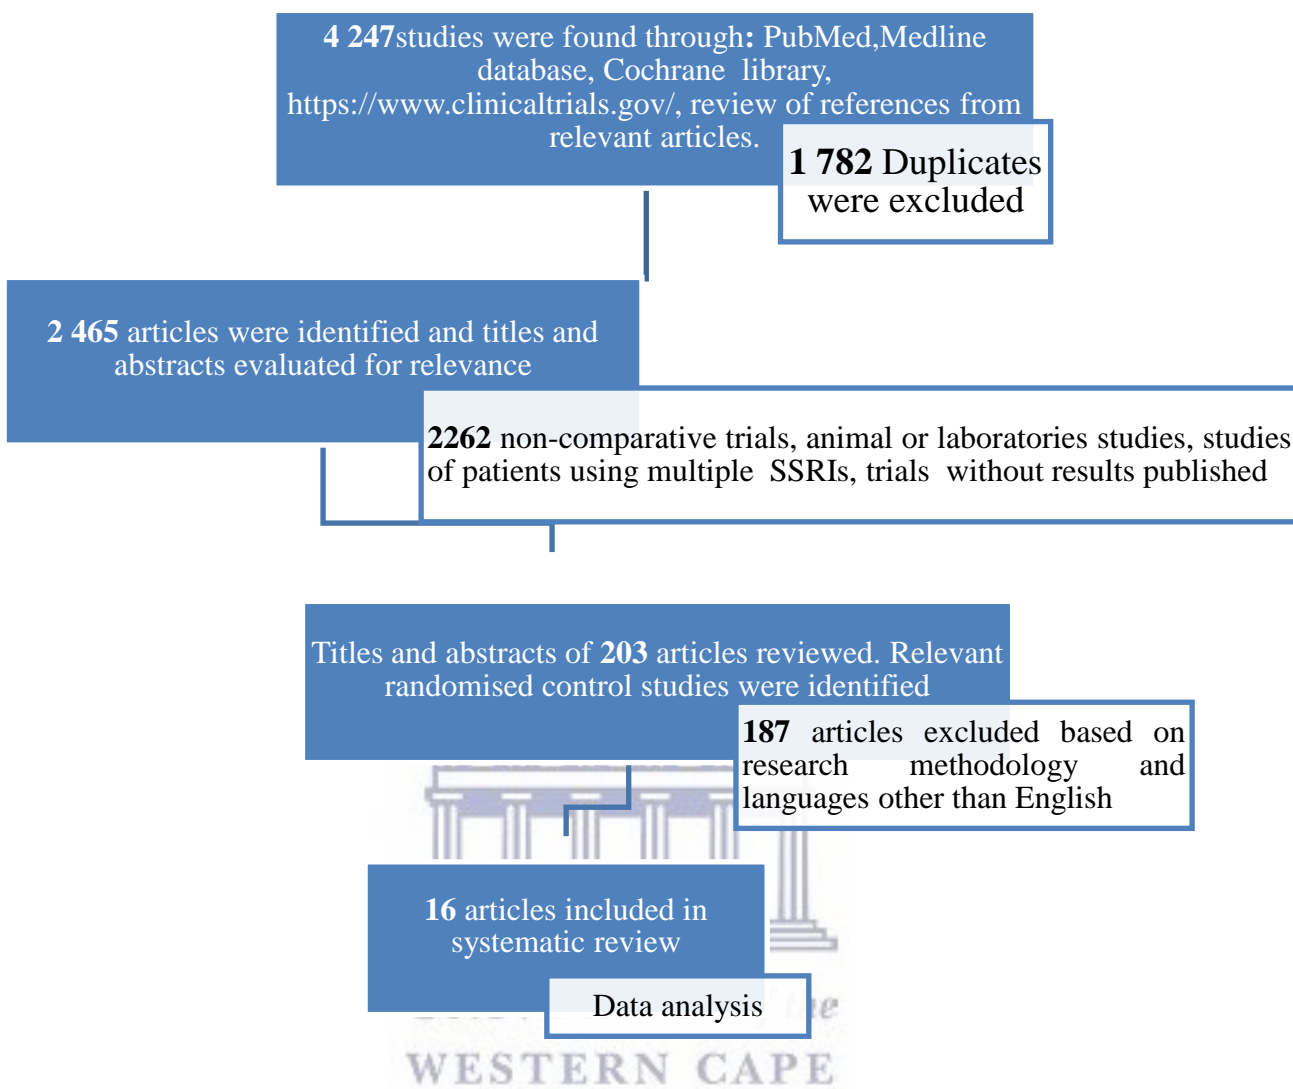 4 247studies were found through: PubMed,Medline
database, Cochrane library,
https://www.clinicaltrials.gov/, review of references from
relevant articles.
1 782 Duplicates
were excluded
2 465 articles were identified and titles and
abstracts evaluated for relevance
2262 non-comparative trials, animal or laboratories studies, studies
of patients using multiple SSRIs, trials without results published
Titles and abstracts of 203 articles reviewed. Relevant
randomised control studies were identified
187 articles excluded based on
research methodology and
languages other than English
16 articles included in
systematic review
Data analysis
the
WESTERN CAPE